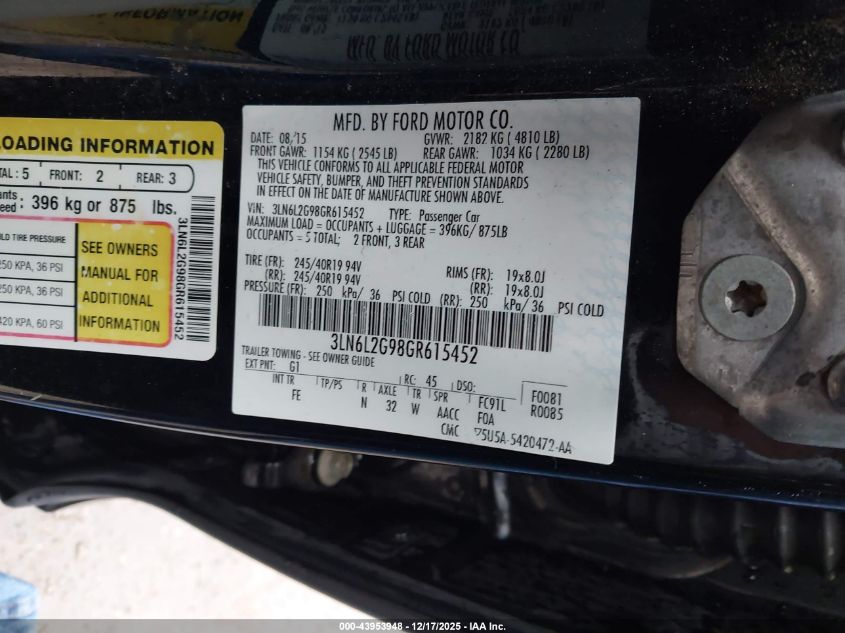 LOADING INFORMATION
TAL: 5 FRONT: 2 REAR: 3
396 kg or 875 lbs.
LD TIRE PRESSURE
250 KPA, 36 PSI
250 KPA, 36 PSI
420 KPA, 60 PSI
SEE OWNERS
MANUAL FOR
ADDITIONAL
INFORMATION
3LN6L2G98GR615452
MFD. BY FORD MOTOR CO.
DATE: 08/15 GVWR: 2182 KG ( 4810 LB)
FRONT GAWR: 1154 KG ( 2545 LB) REAR GAWR: 1034 KG ( 2280 LB)
THIS VEHICLE CONFORMS TO ALL APPLICABLE FEDERAL MOTOR
VEHICLE SAFETY, BUMPER, AND THEFT PREVENTION STANDARDS
IN EFFECT ON THE DATE OF MANUFACTURE SHOWN ABOVE.
VIN: 3LN6L2G98GR615452 TYPE: Passenger Car
MAXIMUM LOAD = OCCUPANTS + LUGGAGE = 396KG/ 875LB
OCCUPANTS = 5 TOTAL; 2 FRONT, 3 REAR
TIRE (FR): 245/40R19 94V RIMS (FR): 19x8.0J
(RR): 245/40R19 94V (RR): 19x8.0J
PRESSURE (FR): 250 kPa/ 36 PSI COLD (RR): 250 kPa/ 36 PSI COLD
3LN6L2G98GR615452
TRAILER TOWING - SEE OWNER GUIDE
EXT PNT: G1 RC: 45 DSO:
INT TR TP/PS R AXLE TR SPR FC91L F0081
FE N 32 W AACC FOA R0085
CMC 5U5A-5420472-AA
000-43953948 - 12/17/2025 - IAA Inc.